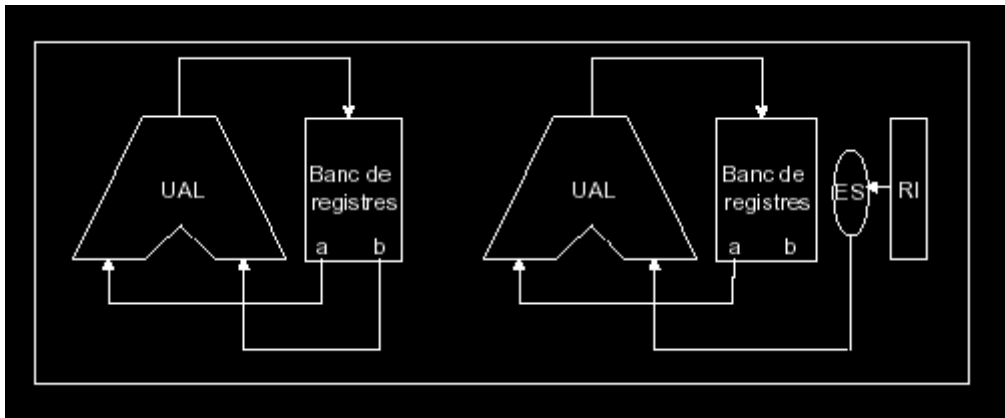 UAL
Banc de
registres
a b
UAL
Banc de
registres
a b
ES
RI